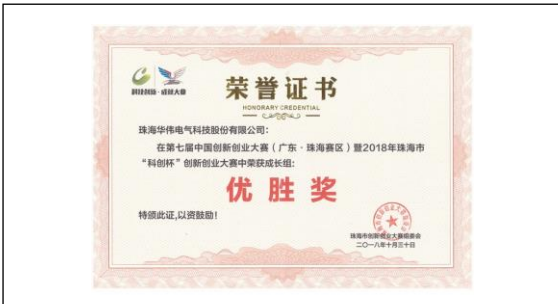 科技创新·成就大业
荣誉证书
HONORARY CREDENTIAL
珠海华伟电气科技股份有限公司：
在第七届中国创新创业大赛（广东·珠海赛区）暨2018年珠海市
“科创杯”创新创业大赛中荣获成长组：
优胜奖
特颁此证，以资鼓励！
珠海市创新创业大赛组委会
二〇一八年十月三十日